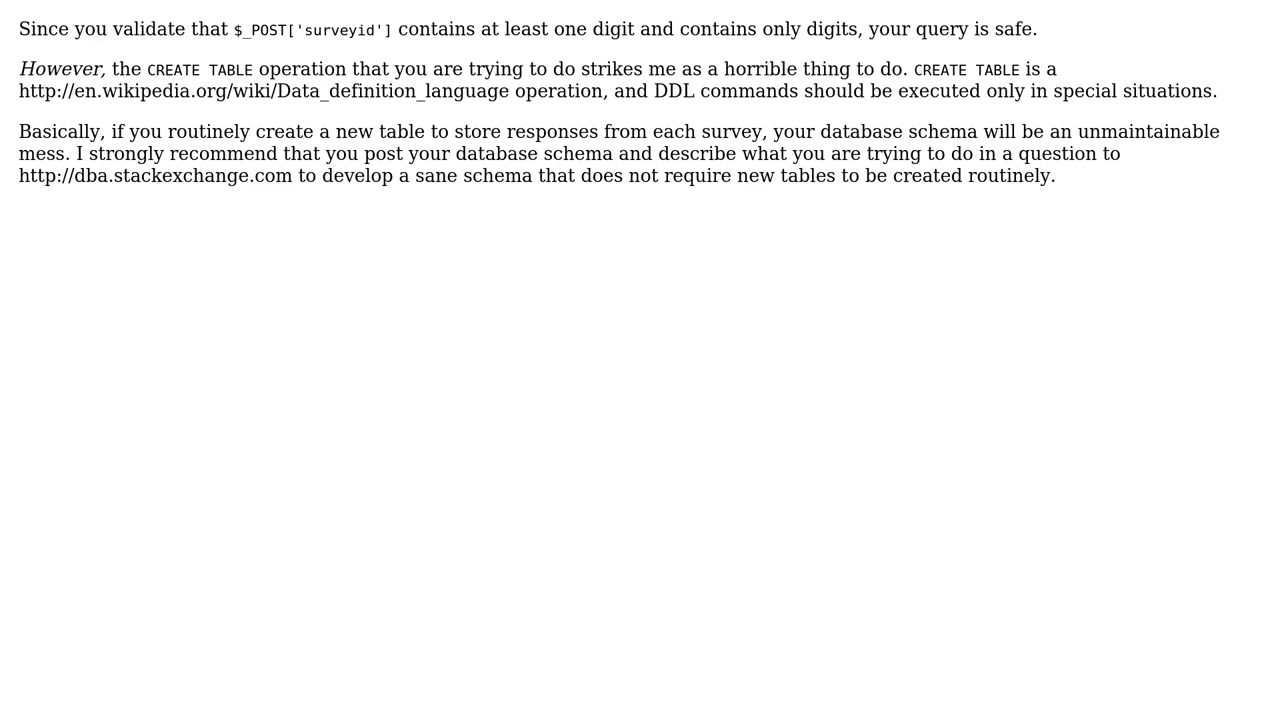 Since you validate that $_POST['surveyid'] contains at least one digit and contains only digits, your query is safe.
However, the CREATE TABLE operation that you are trying to do strikes me as a horrible thing to do. CREATE TABLE is a
http://en.wikipedia.org/wiki/Data_definition_language operation, and DDL commands should be executed only in special situations.
Basically, if you routinely create a new table to store responses from each survey, your database schema will be an unmaintainable
mess. I strongly recommend that you post your database schema and describe what you are trying to do in a question to
http://dba.stackexchange.com to develop a sane schema that does not require new tables to be created routinely.